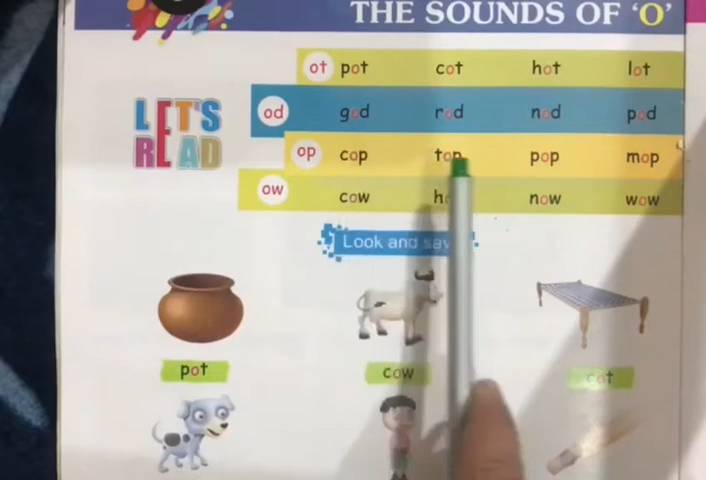 THE SOUNDS OF ‘O’
ot pot cot hot lot
LET'S READ
od god rod nod pod
op cop top pop mop
ow cow now wow
Look and say
pot cow cot